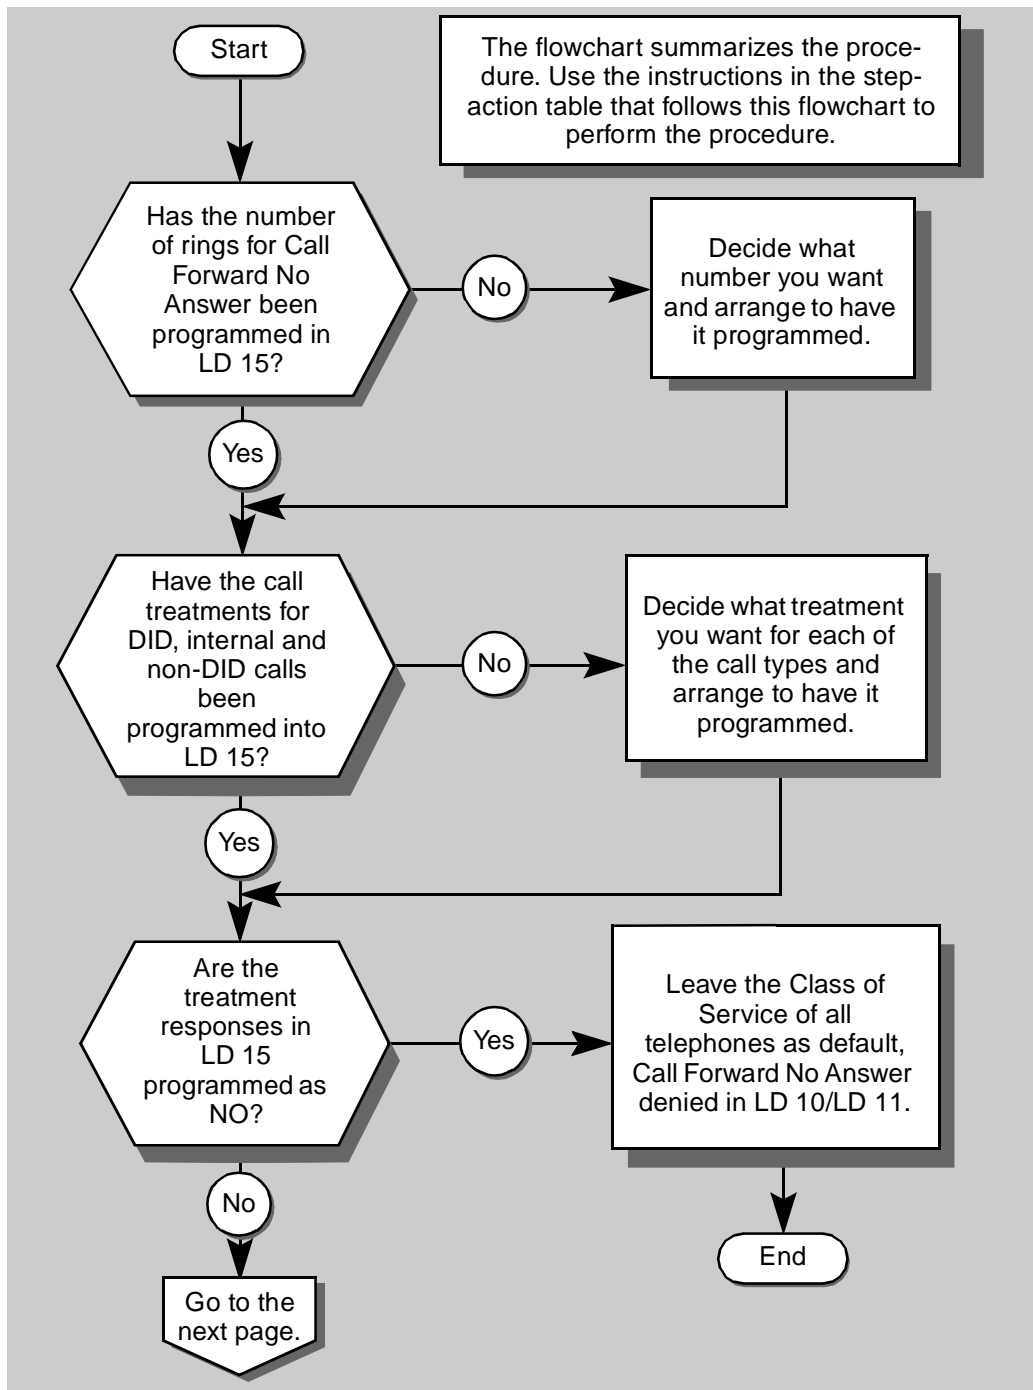 Start
The flowchart summarizes the proce-
dure. Use the instructions in the step-
action table that follows this flowchart to
perform the procedure.
Has the number
of rings for Call
Forward No
Answer been
programmed in
LD 15?
No
Decide what
number you want
and arrange to have
it programmed.
Yes
Have the call
treatments for
DID, internal and
non-DID calls
been
programmed into
LD 15?
No
Decide what treatment
you want for each of
the call types and
arrange to have it
programmed.
Yes
Are the
treatment
responses in
LD 15
programmed as
NO?
Yes
Leave the Class of
Service of all
telephones as default,
Call Forward No Answer
denied in LD 10/LD 11.
No
End
Go to the
next page.